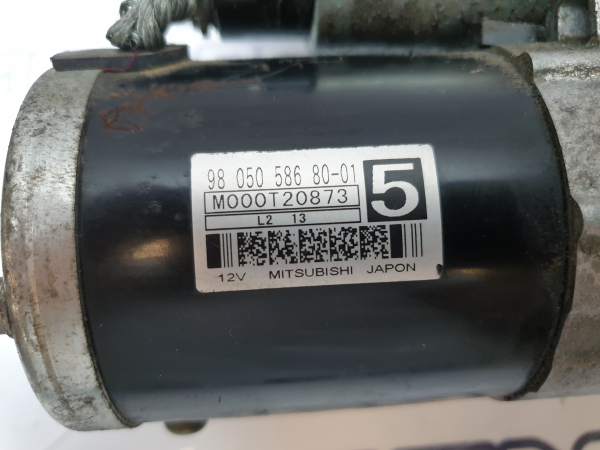 98 050 586 80-01
M000T20873 5
L2 13
12V MITSUBISHI JAPON